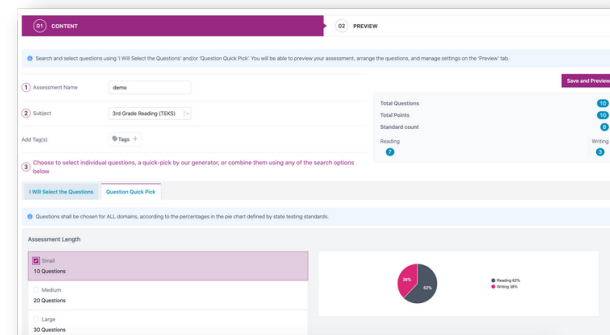 01 CONTENT
02 PREVIEW
Search and select questions using 'I Will Select the Questions' and/or 'Question Quick Pick'. You will be able to preview your assessment, arrange the questions, and manage settings on the 'Preview' tab.
Save and Preview
1 Assessment Name demo
2 Subject 3rd Grade Reading (TEKS)
Add Tag(s) Tags +
Total Questions 10
Total Points 10
Standard count 6
Reading Writing
7 3
3 Choose to select individual questions, a quick-pick by our generator, or combine them using any of the search options
below
I Will Select the Questions Question Quick Pick
Questions shall be chosen for ALL domains, according to the percentages in the pie chart defined by state testing standards.
Assessment Length
Small
10 Questions
Medium
20 Questions
Large
30 Questions
38%
62%
Reading 62%
Writing 38%